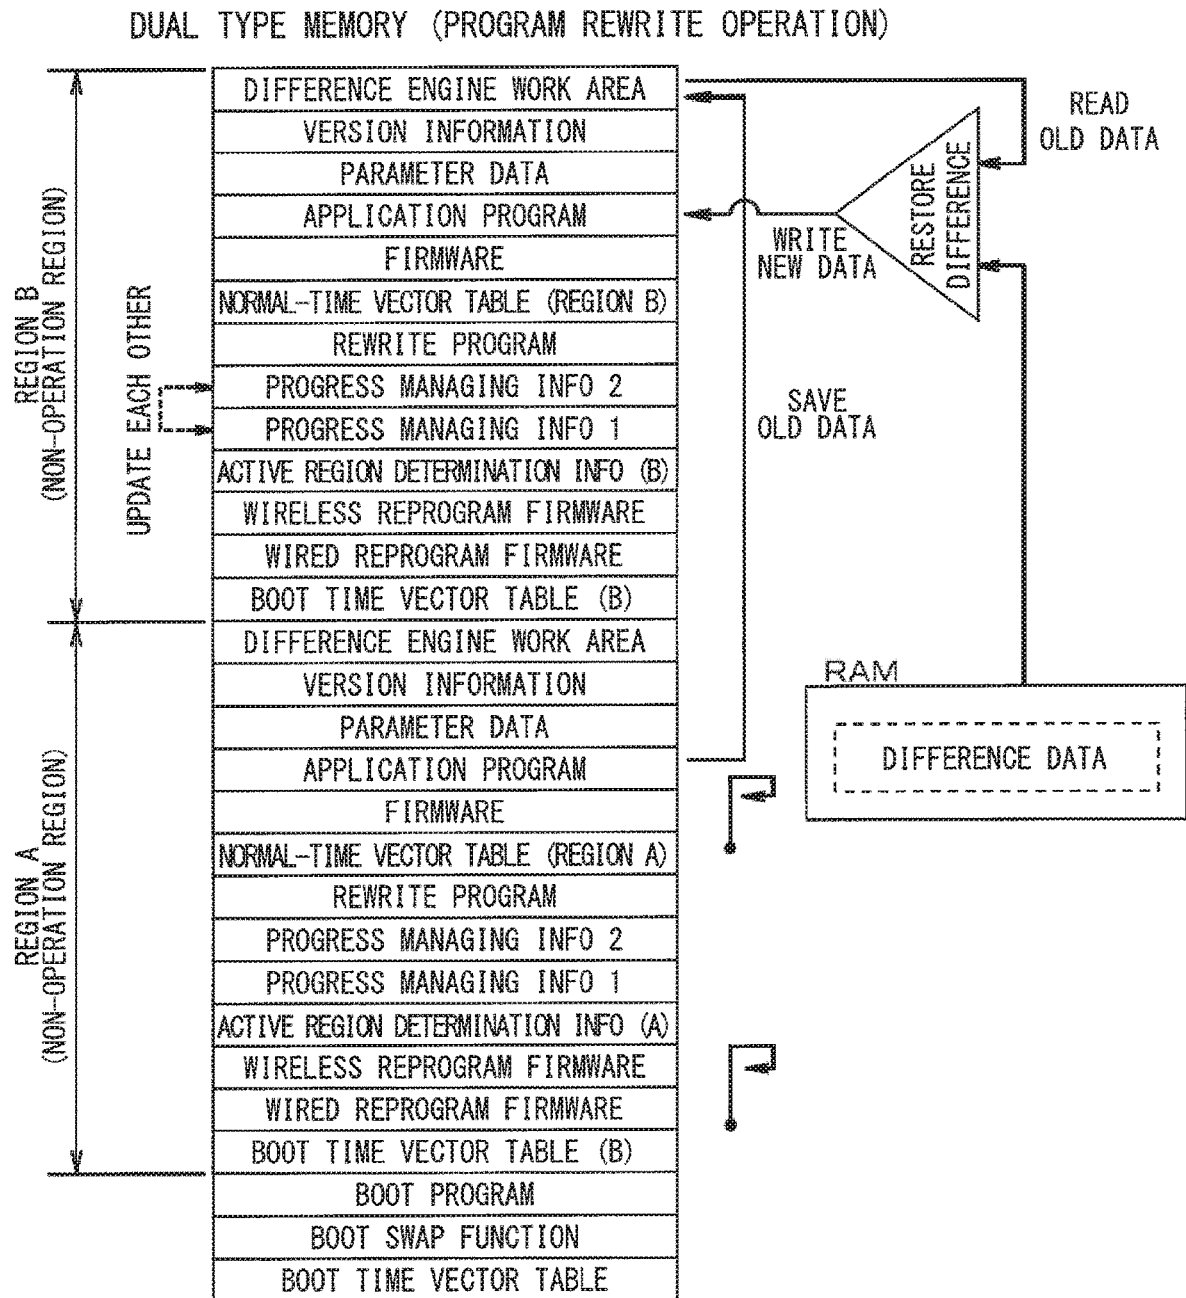 DUAL TYPE MEMORY (PROGRAM REWRITE OPERATION)
REGION B
(NON-OPERATION REGION)
UPDATE EACH OTHER
DIFFERENCE ENGINE WORK AREA
VERSION INFORMATION
PARAMETER DATA
APPLICATION PROGRAM
FIRMWARE
NORMAL-TIME VECTOR TABLE (REGION B)
REWRITE PROGRAM
PROGRESS MANAGING INFO 2
PROGRESS MANAGING INFO 1
ACTIVE REGION DETERMINATION INFO (B)
WIRELESS REPROGRAM FIRMWARE
WIRED REPROGRAM FIRMWARE
BOOT TIME VECTOR TABLE (B)
READ
OLD DATA
RESTORE
DIFFERENCE
WRITE
NEW DATA
SAVE
OLD DATA
REGION A
(NON-OPERATION REGION)
DIFFERENCE ENGINE WORK AREA
VERSION INFORMATION
PARAMETER DATA
APPLICATION PROGRAM
FIRMWARE
NORMAL-TIME VECTOR TABLE (REGION A)
REWRITE PROGRAM
PROGRESS MANAGING INFO 2
PROGRESS MANAGING INFO 1
ACTIVE REGION DETERMINATION INFO (A)
WIRELESS REPROGRAM FIRMWARE
WIRED REPROGRAM FIRMWARE
BOOT TIME VECTOR TABLE (B)
BOOT PROGRAM
BOOT SWAP FUNCTION
BOOT TIME VECTOR TABLE
RAM
DIFFERENCE DATA